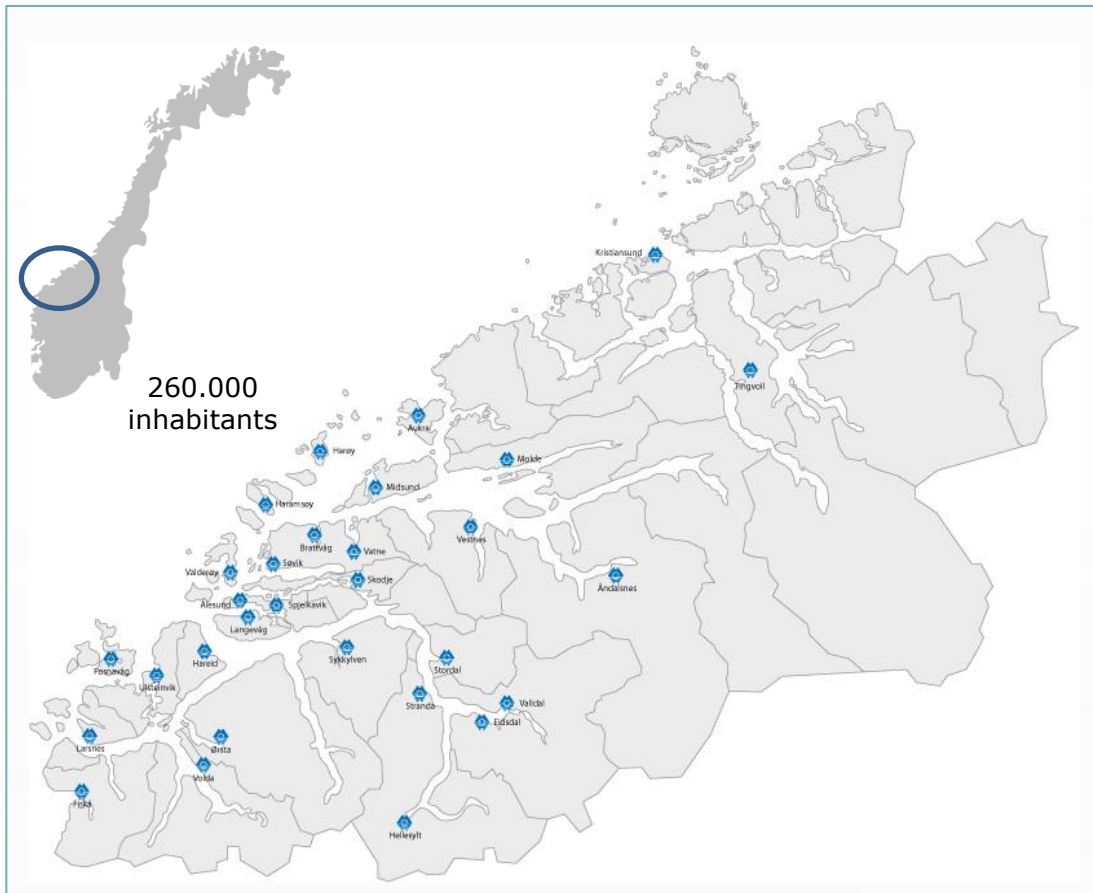 Kristiansund
Tingvoll
260.000
inhabitants
Aukra
Harøy
Molde
Midsund
Haramsøy
Vestnes
Brattvåg
Vatne
Søvik
Valderøy
Skodje
Åndalsnes
Ålesund
Spjelkavik
Langevåg
Sykkylven
Hareid
Fosnavåg
Stordal
Ulsteinvik
Stranda
Valldal
Eidsdal
Larsnes
Ørsta
Volda
Fiskå
Hellesylt